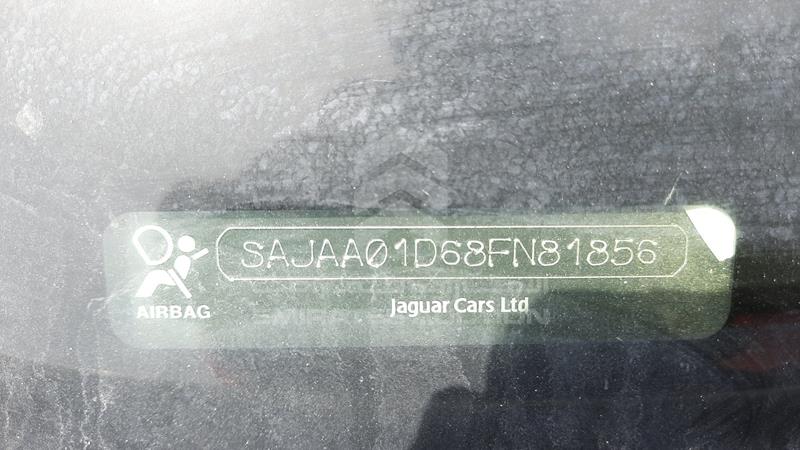 SAJAA01D68FN81856
AIRBAG
Jaguar Cars Ltd